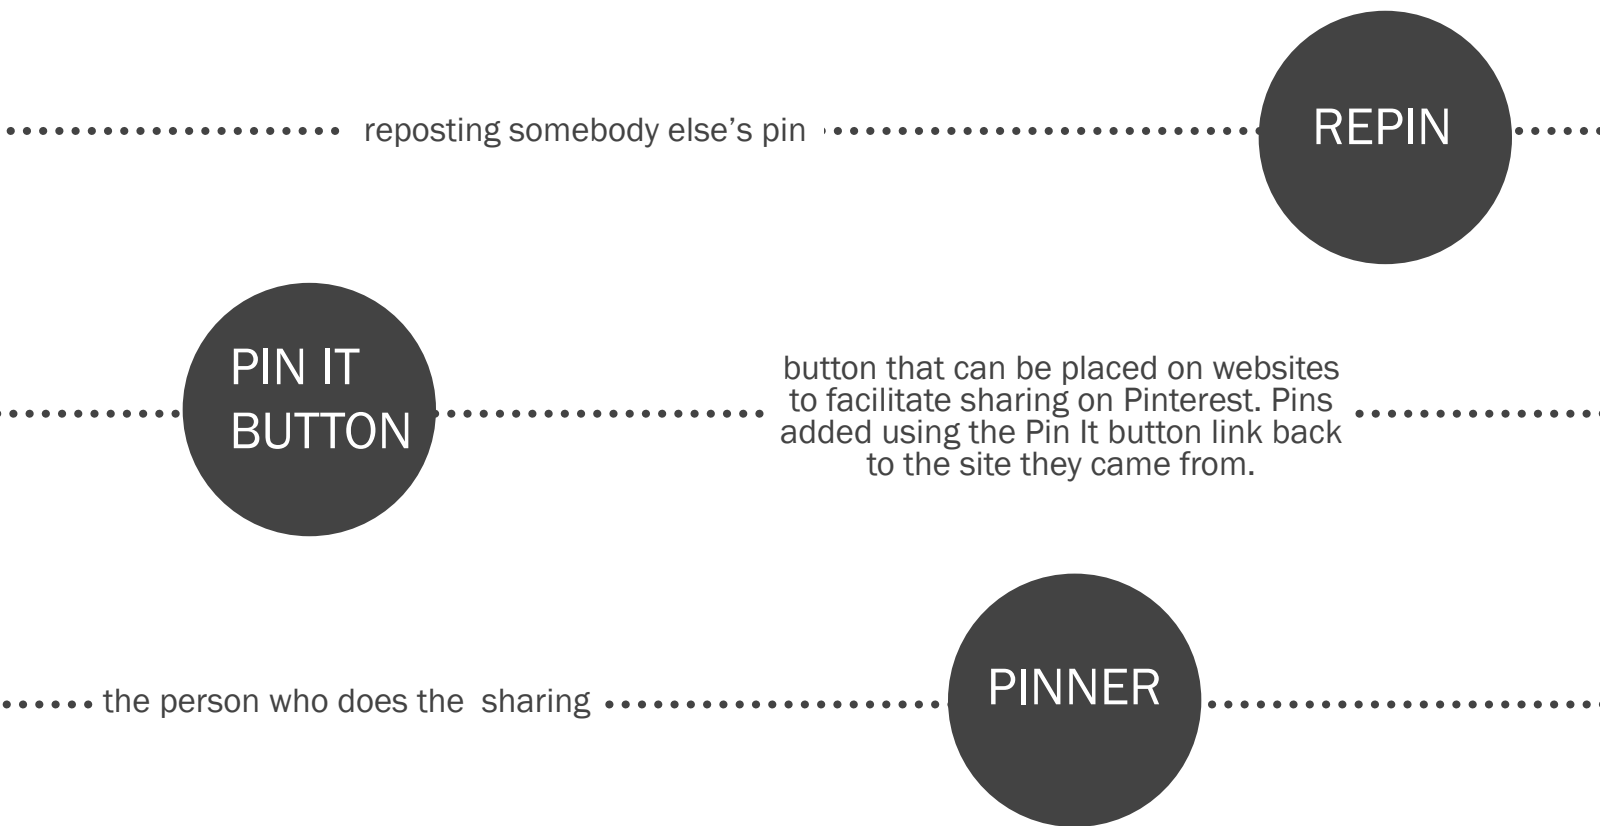 reposting somebody else’s pin
REPIN
PIN IT
BUTTON
button that can be placed on websites
to facilitate sharing on Pinterest. Pins
added using the Pin It button link back
to the site they came from.
the person who does the  sharing
PINNER